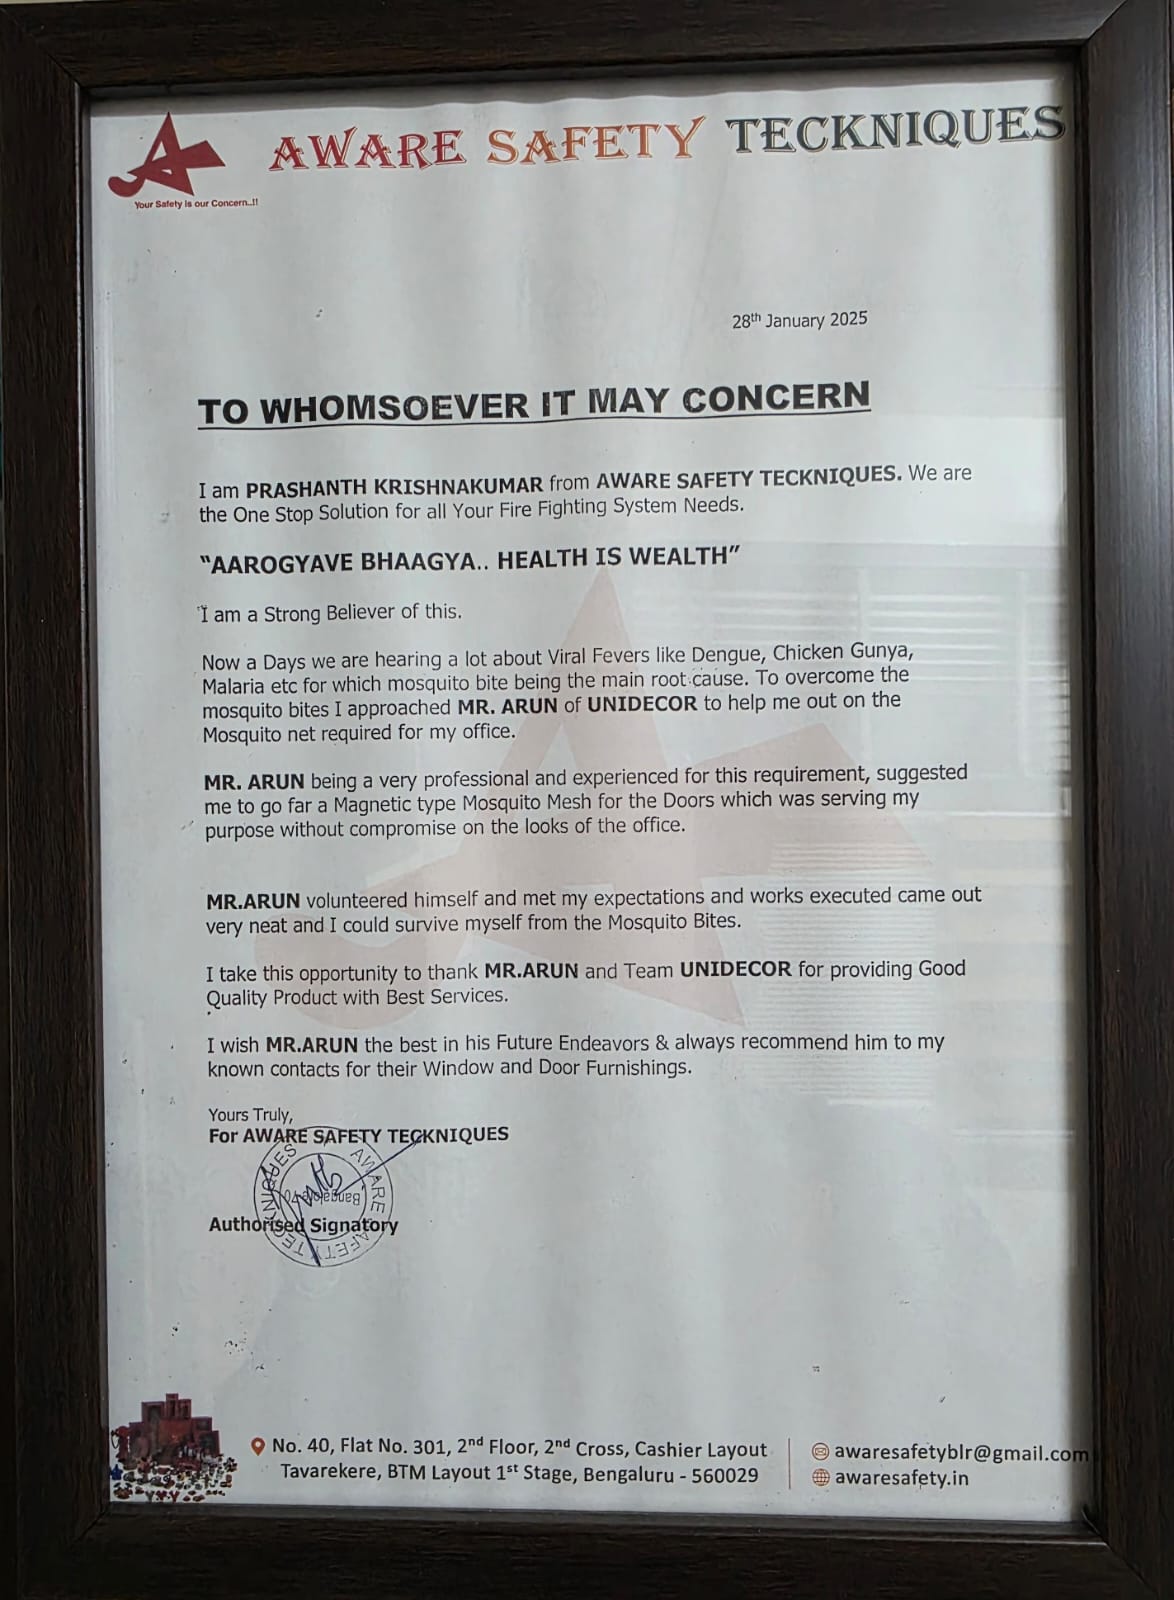 AWARE SAFETY TECKNIQUES
Your Safety is our Concern..!!
28th January 2025
TO WHOMSOEVER IT MAY CONCERN
I am PRASHANTH KRISHNAKUMAR from AWARE SAFETY TECKNIQUES. We are
the One Stop Solution for all Your Fire Fighting System Needs.
"AAROGYAVE BHAAGYA.. HEALTH IS WEALTH"
I am a Strong Believer of this.
Now a Days we are hearing a lot about Viral Fevers like Dengue, Chicken Gunya,
Malaria etc for which mosquito bite being the main root cause. To overcome the
mosquito bites I approached MR. ARUN of UNIDECOR to help me out on the
Mosquito net required for my office.
MR. ARUN being a very professional and experienced for this requirement, suggested
me to go far a Magnetic type Mosquito Mesh for the Doors which was serving my
purpose without compromise on the looks of the office.
MR.ARUN volunteered himself and met my expectations and works executed came out
very neat and I could survive myself from the Mosquito Bites.
I take this opportunity to thank MR.ARUN and Team UNIDECOR for providing Good
Quality Product with Best Services.
I wish MR.ARUN the best in his Future Endeavors & always recommend him to my
known contacts for their Window and Door Furnishings.
Yours Truly,
For AWARE SAFETY TECKNIQUES
AWARE SAFETY TECKNIQUES
Authorised Signatory
No. 40, Flat No. 301, 2nd Floor, 2nd Cross, Cashier Layout
Tavarekere, BTM Layout 1st Stage, Bengaluru - 560029
awaresafetyblr@gmail.com
awaresafety.in